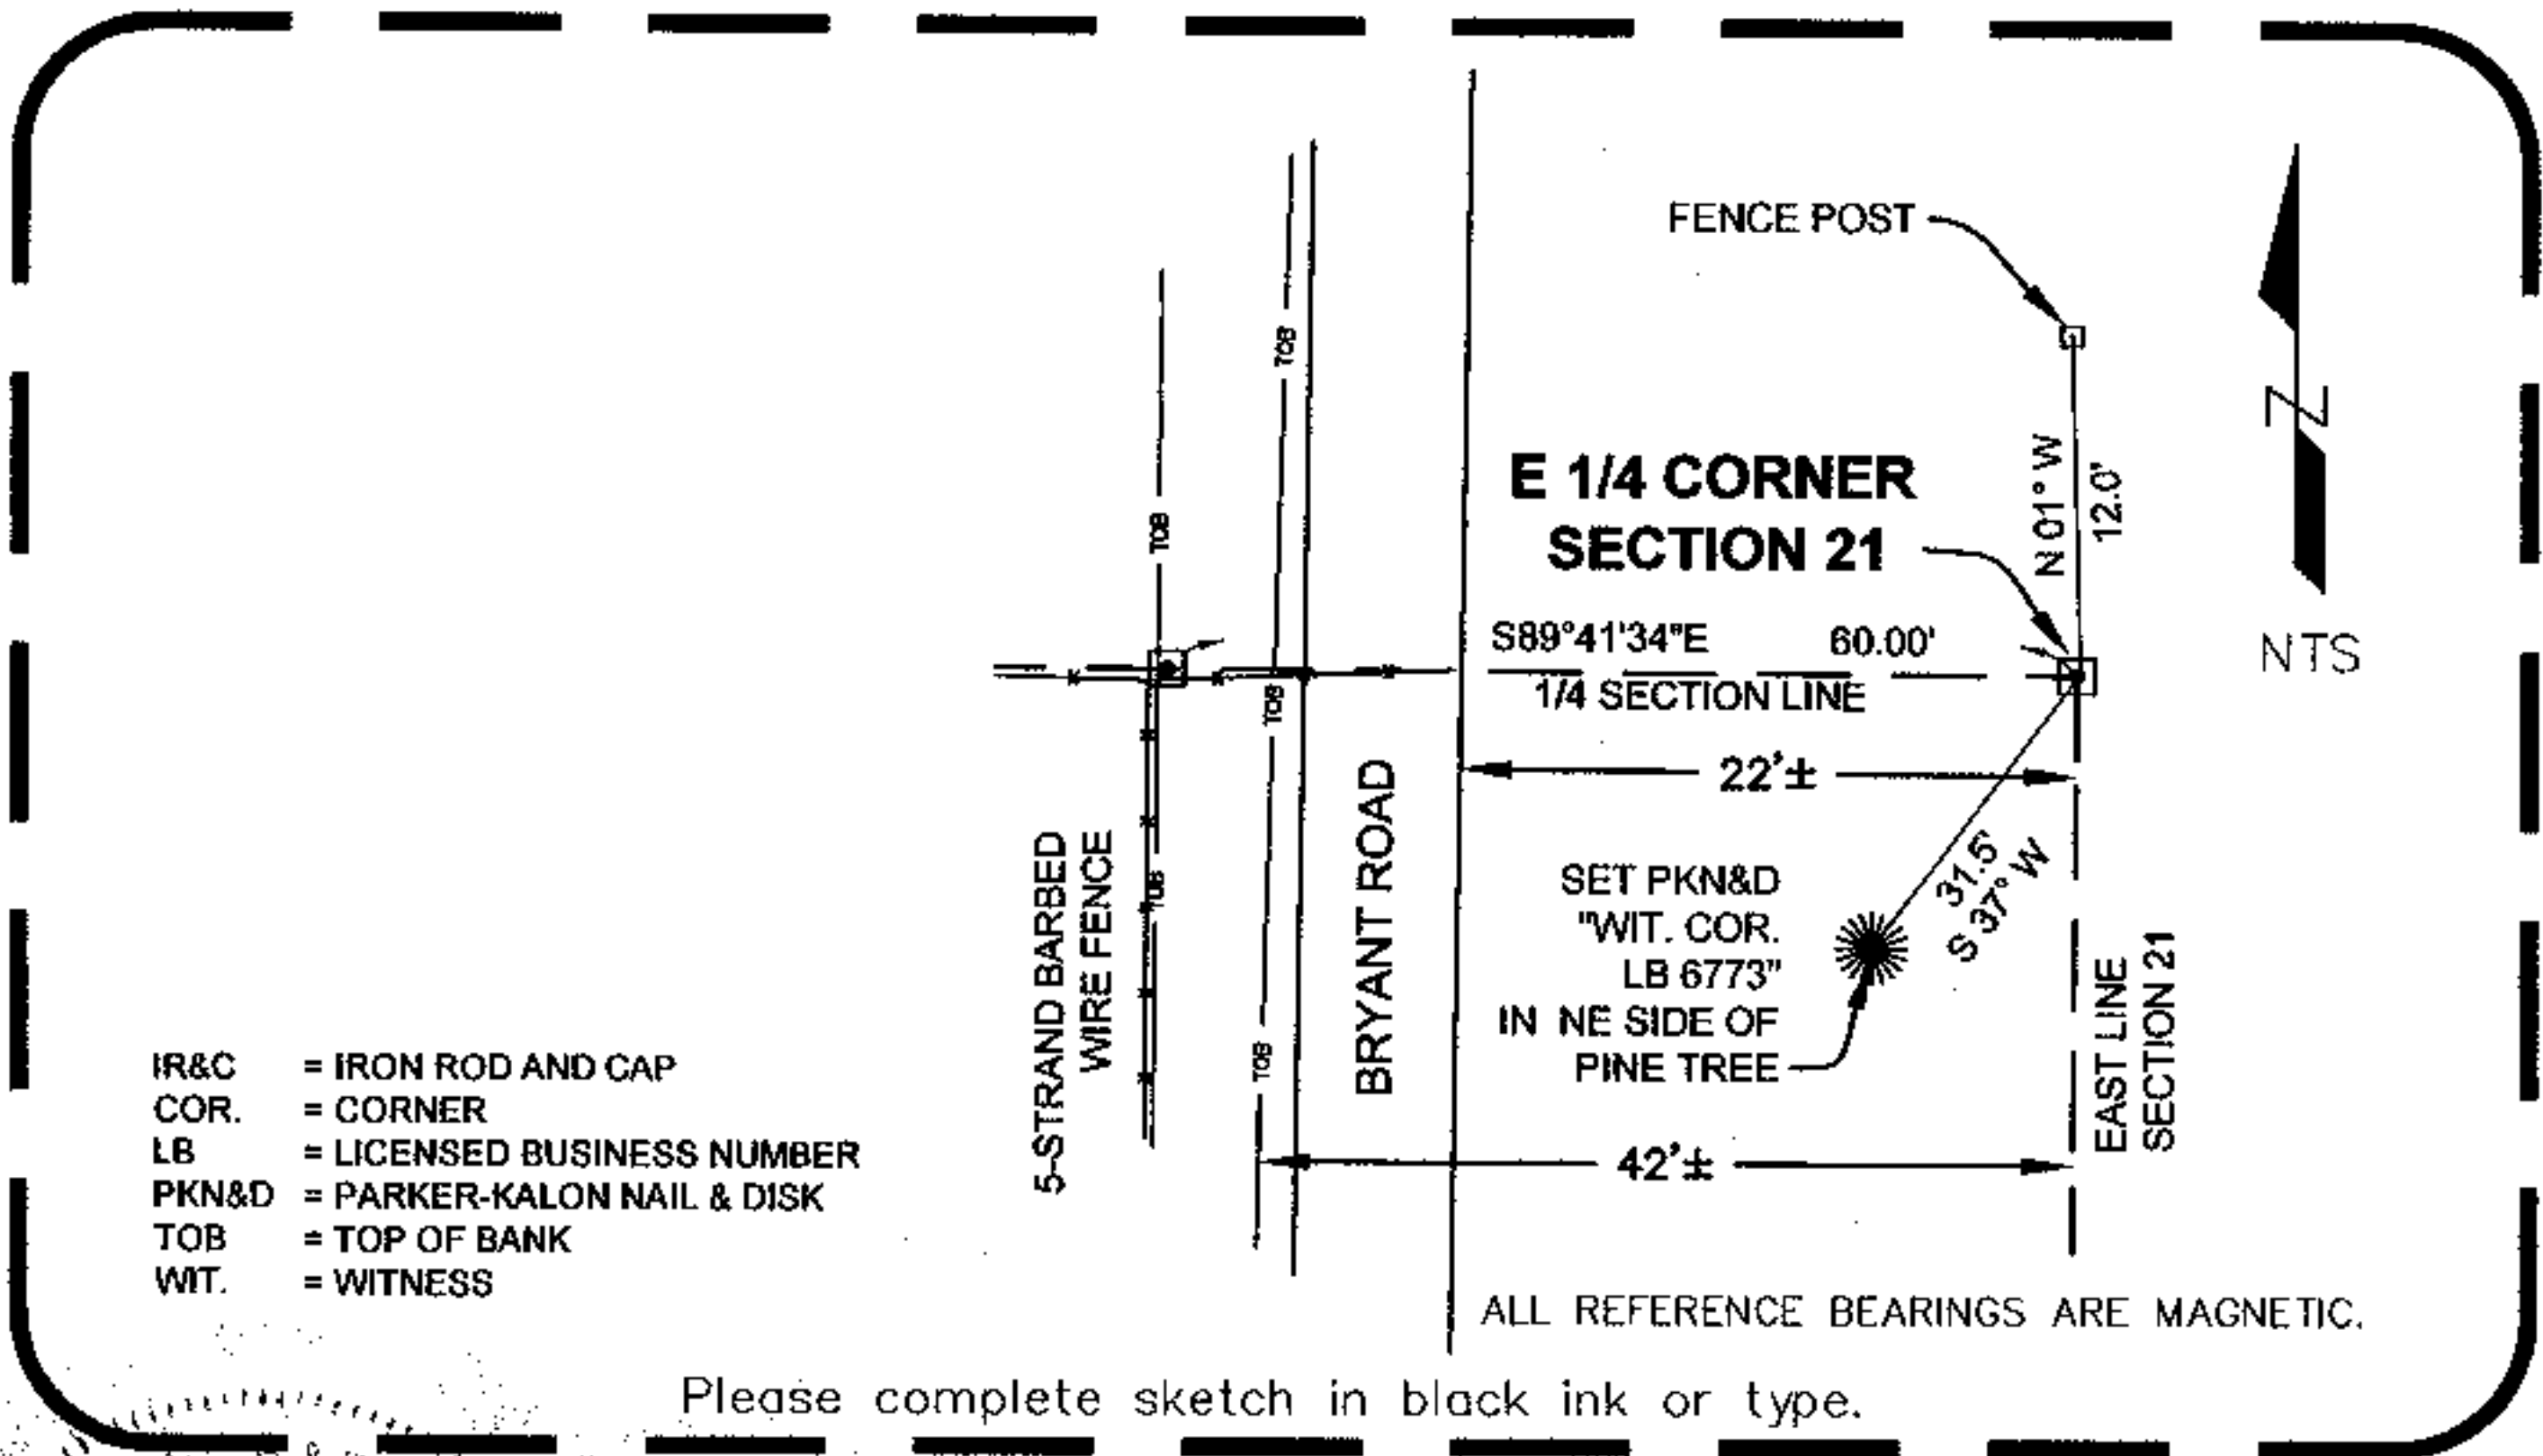 FENCE POST
TOB
TOB
E 1/4 CORNER
SECTION 21
N 01° W
12.0'
Z
NTS
S89°41'34"E 60.00'
1/4 SECTION LINE
TOB
22'±
TOB
5-STRAND BARBED
WIRE FENCE
BRYANT ROAD
SET PKN&D
"WIT. COR.
LB 6773"
IN NE SIDE OF
PINE TREE
31.5'
S 37° W
EAST LINE
SECTION 21
TOB
42'±
IR&C = IRON ROD AND CAP
COR. = CORNER
LB = LICENSED BUSINESS NUMBER
PKN&D = PARKER-KALON NAIL & DISK
TOB = TOP OF BANK
WIT. = WITNESS
ALL REFERENCE BEARINGS ARE MAGNETIC.
Please complete sketch in black ink or type.